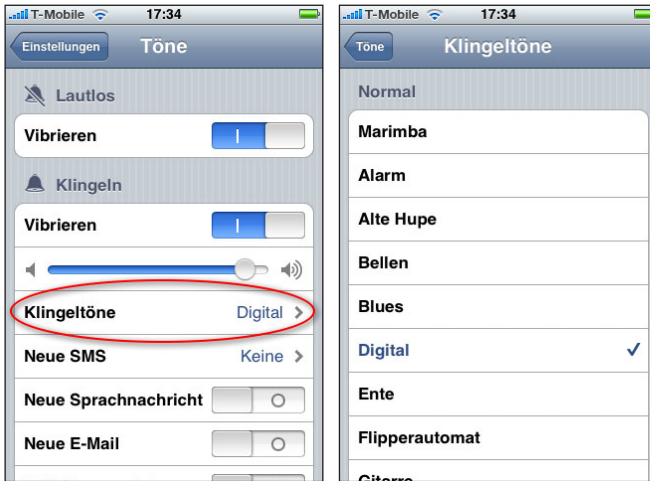 T-Mobile 17:34
Einstellungen Töne
Lautlos
Vibrieren
Klingeln
Vibrieren
Klingeltöne Digital
Neue SMS Keine
Neue Sprachnachricht
Neue E-Mail
T-Mobile 17:34
Töne Klingeltöne
Normal
Marimba
Alarm
Alte Hupe
Bellen
Blues
Digital
Ente
Flipperautomat